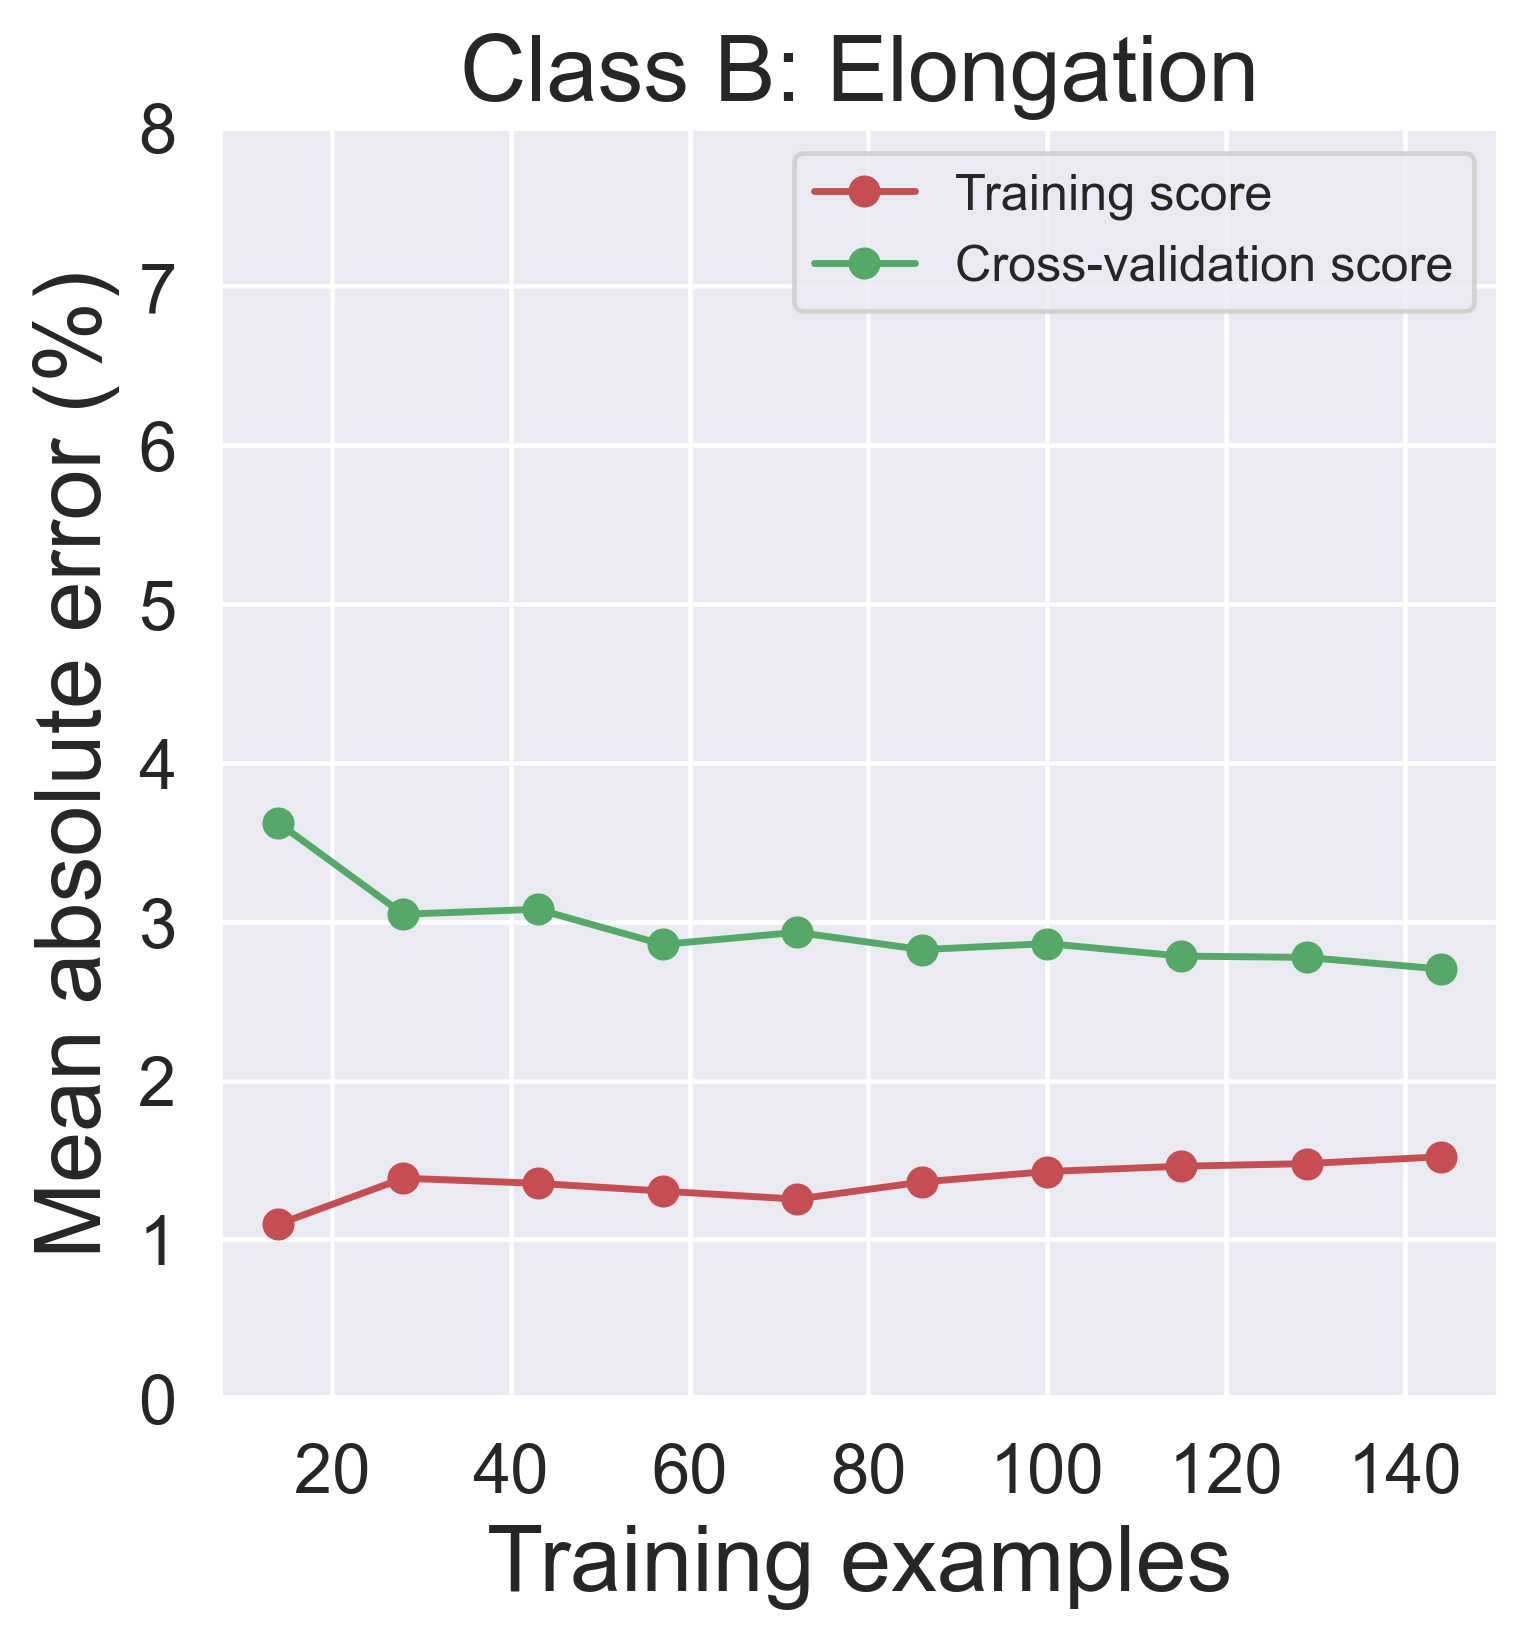 Class B: Elongation
Training score
Cross-validation score
Mean absolute error (%)
8
7
6
5
4
3
2
1
0
20 40 60 80 100 120 140
Training examples